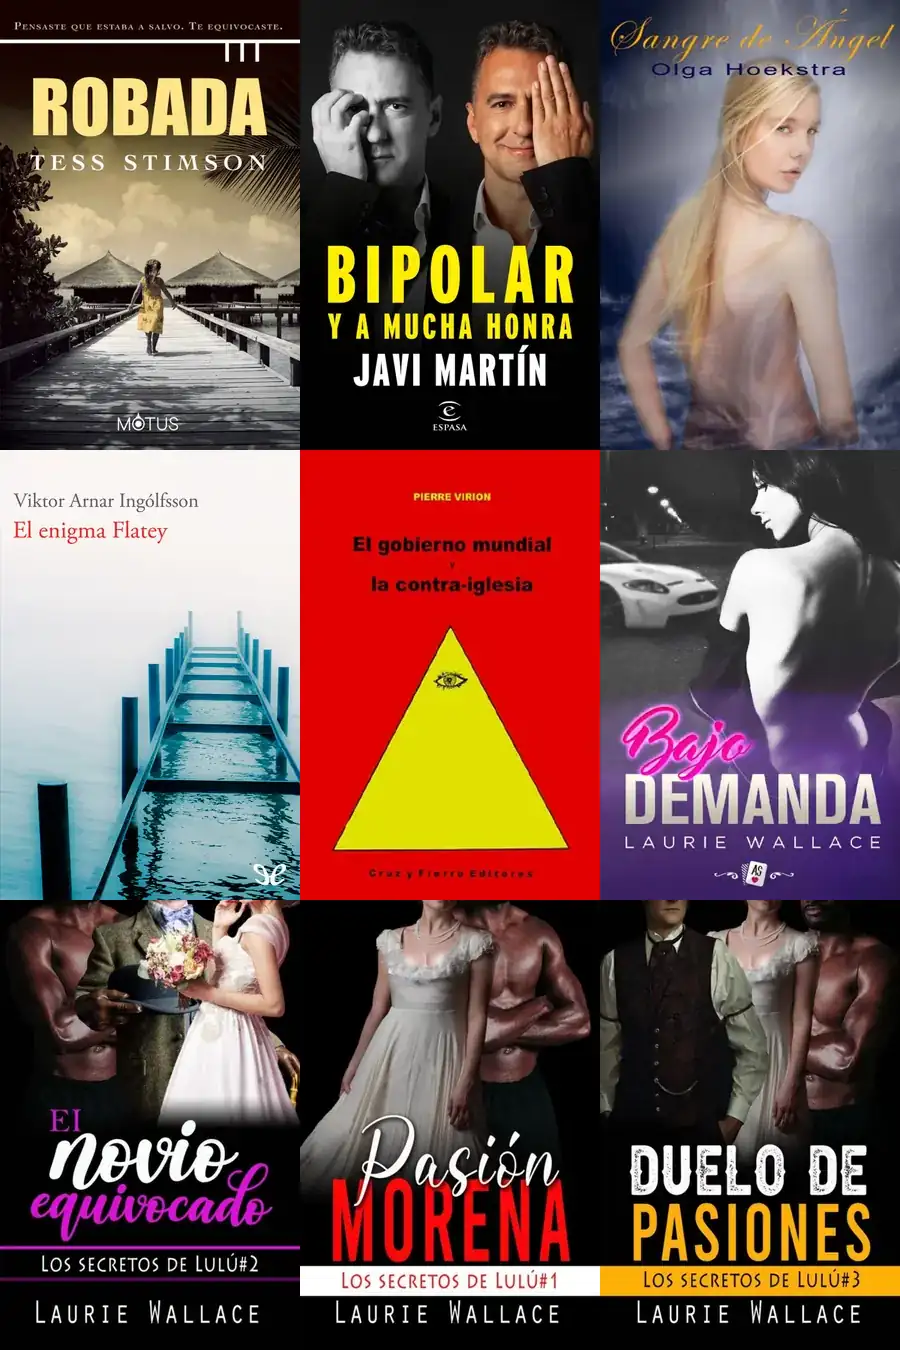 PENSASTE QUE ESTABA A SALVO. TE EQUIVOCASTE.
ROBADA
TESS STIMSON
MOTUS
BIPOLAR
Y A MUCHA HONRA
JAVI MARTÍN
e
ESPASA
Sangre de Ángel
Olga Hoekstra
Viktor Arnar Ingólfsson
El enigma Flatey
PIERRE VIRION
El gobierno mundial
y
la contra-iglesia
Cruz y Fierro Editores
Bajo
DEMANDA
LAURIE WALLACE
AS
El
novio
equivocado
LOS SECRETOS DE LULÚ#2
LAURIE WALLACE
Pasión
MORENA
LOS SECRETOS DE LULÚ#1
LAURIE WALLACE
DUELO DE
PASIONES
LOS SECRETOS DE LULÚ#3
LAURIE WALLACE